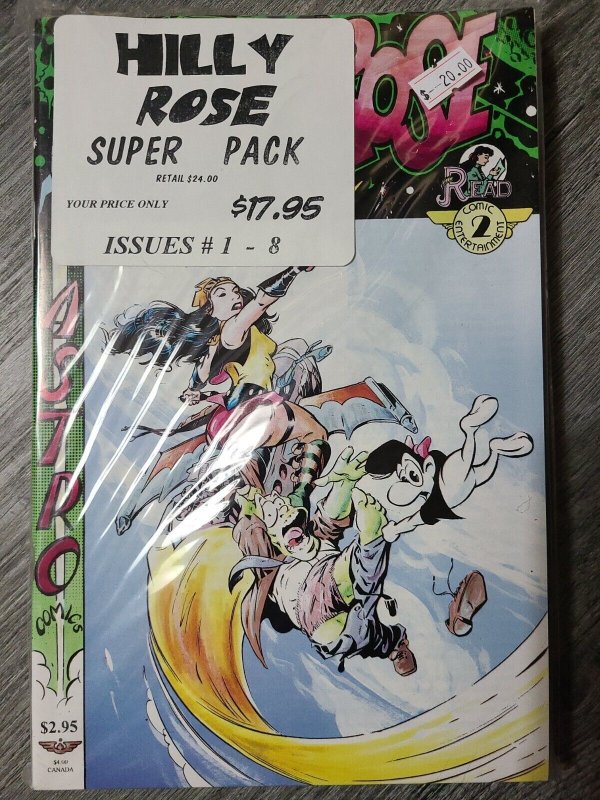 HILLY
ROSE
SUPER PACK
RETAIL $24.00
YOUR PRICE ONLY $17.95
ISSUES # 1 - 8
ROSE
$ 20.00
READ
COMIC
2
ENTERTAINMENT
ASTRO
COMICS
$2.95
$4.00
CANADA